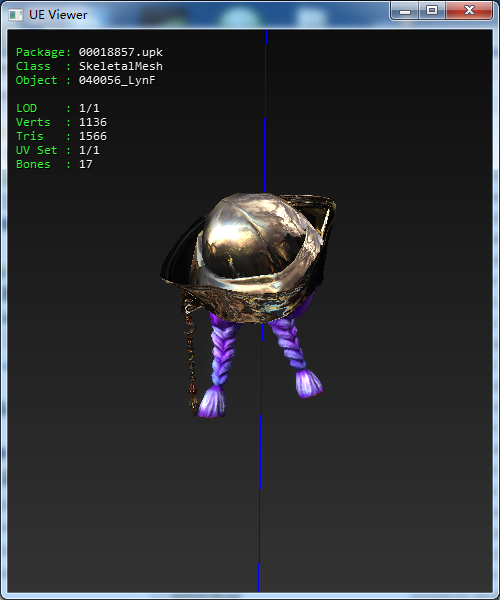 UE Viewer
Package: 00018857.upk
Class  : SkeletalMesh
Object : 040056_LynF
LOD    : 1/1
Verts  : 1136
Tris   : 1566
UV Set : 1/1
Bones  : 17